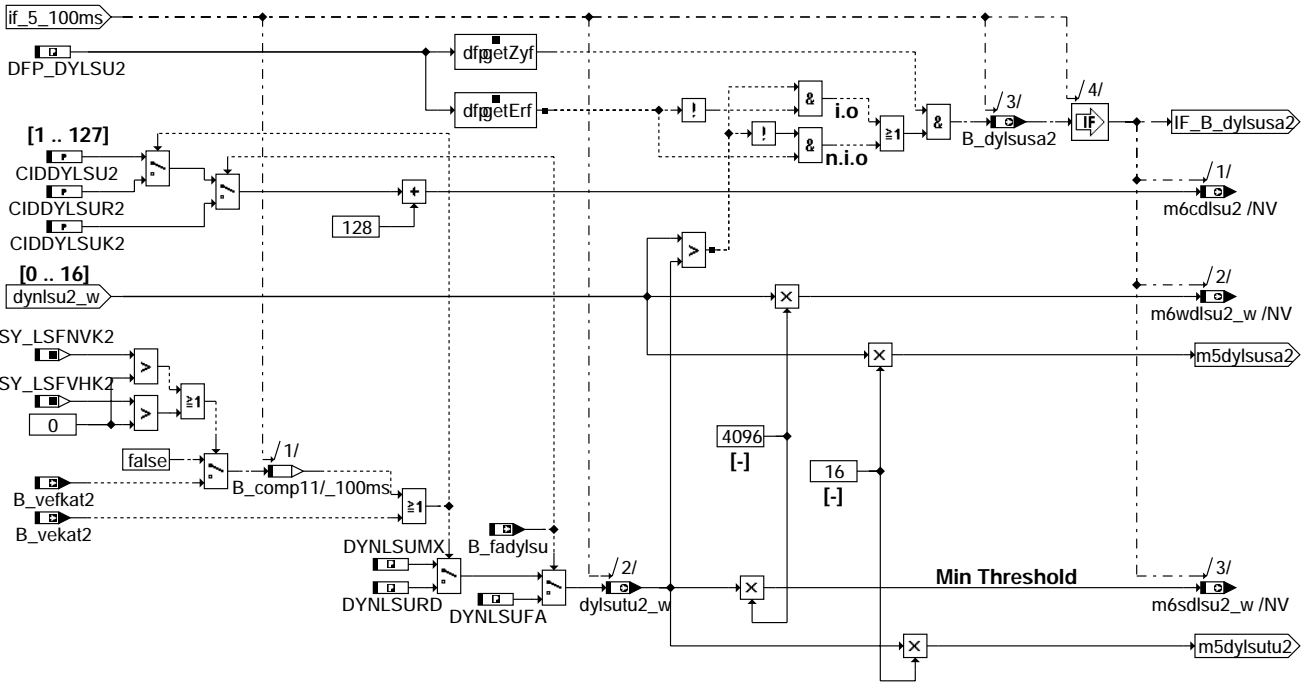 if_5_100ms
DFP_DYLSU2
dfpgetZyf
dfpgetErf
!
!
&
&
i.o
n.i.o
≥1
&
/3/
B_dylsusa2
/4/
IF
IF_B_dylsusa2
[1 .. 127]
P
CIDDYLSU2
P
CIDDYLSUR2
P
CIDDYLSUK2
128
+
/1/
m6cdlsu2 /NV
>
[0 .. 16]
dynlsu2_w
×
/2/
m6wdlsu2_w /NV
×
m5dylsusa2
SY_LSFNVK2
SY_LSFVHK2
>
>
≥1
0
false
4096
[-]
16
[-]
/1/
B_comp11/_100ms
B_vefkat2
B_vekat2
≥1
B_fadylsu
DYNLSUMX
DYNLSURD
DYNLSUFA
/2/
dylsutu2_w
×
Min Threshold
/3/
m6sdlsu2_w /NV
×
m5dylsutu2